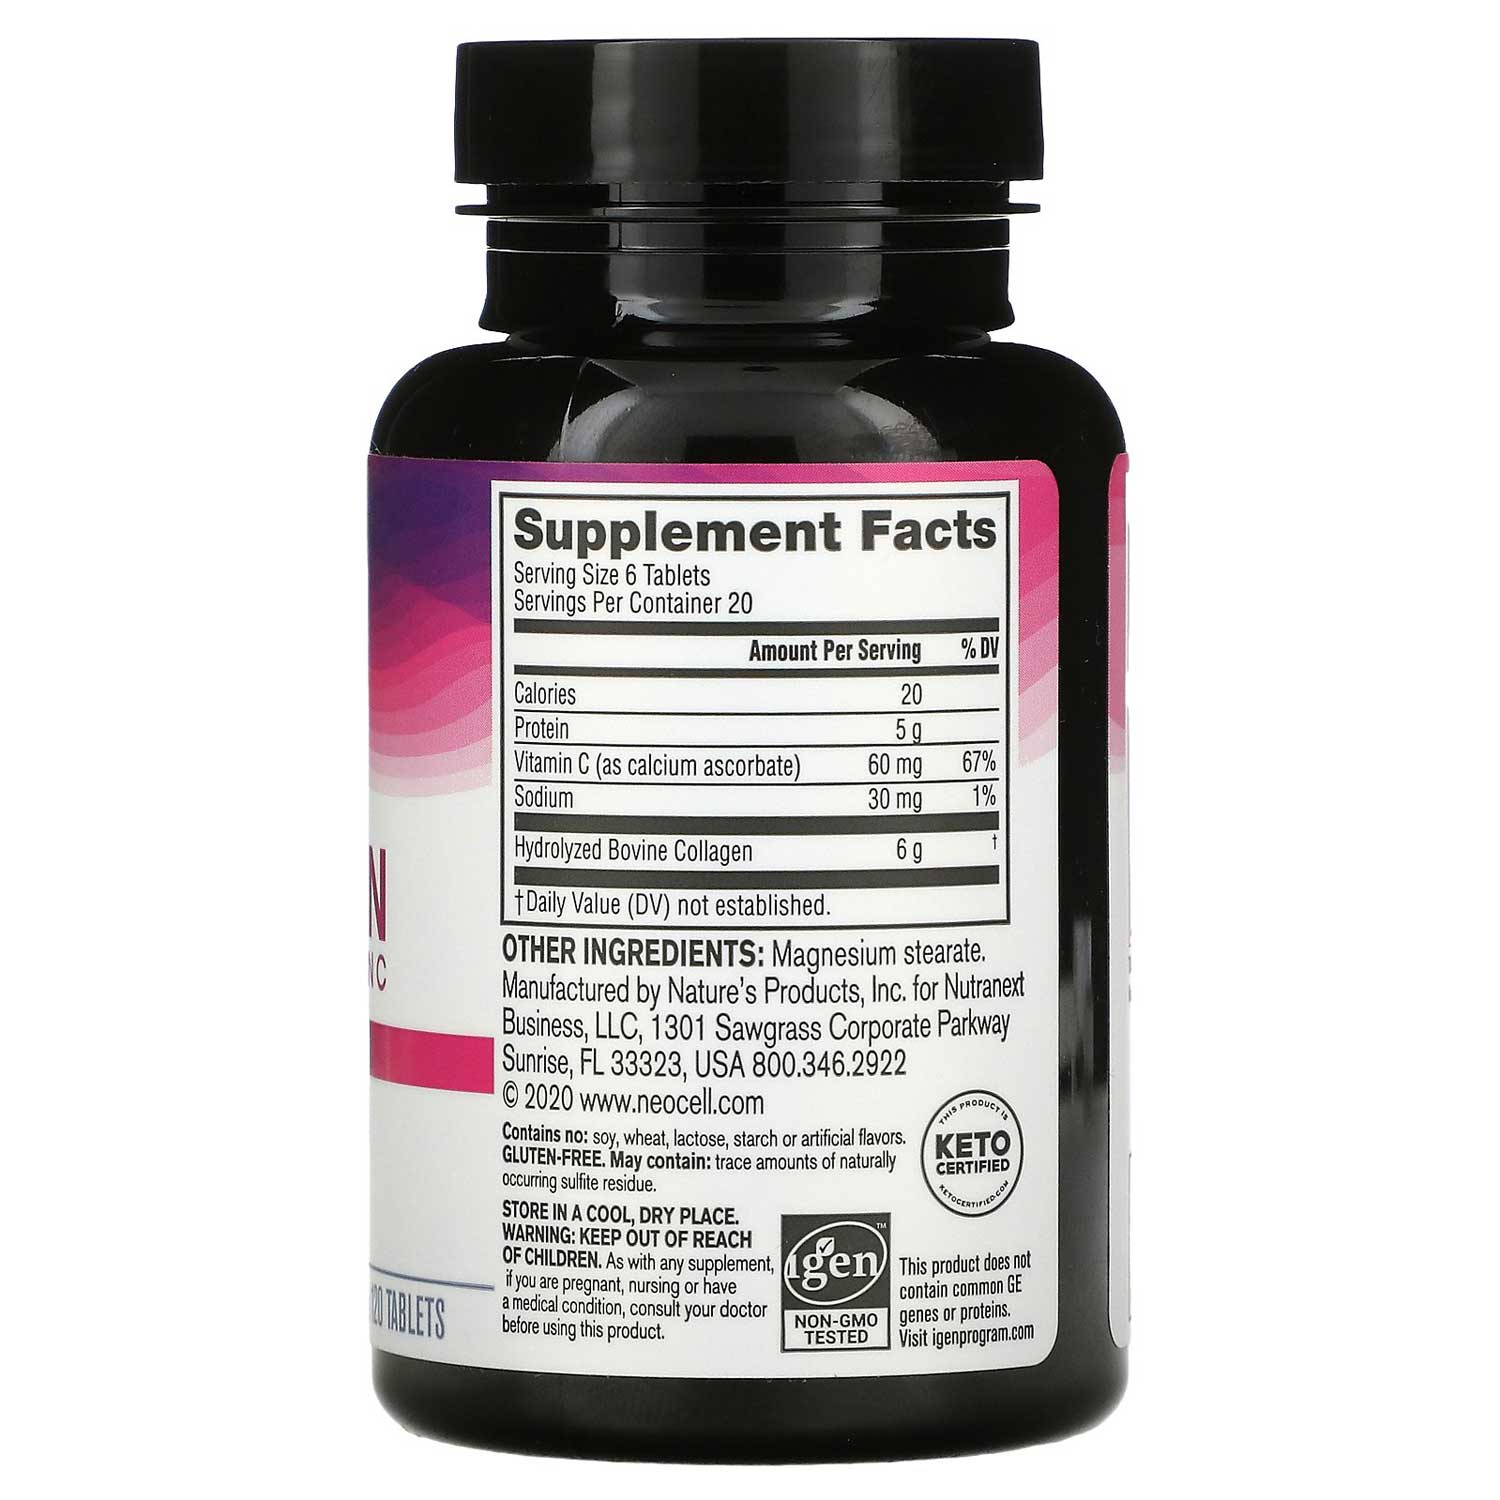 Supplement Facts
Serving Size 6 Tablets
Servings Per Container 20
Amount Per Serving % DV
Calories 20
Protein 5 g
Vitamin C (as calcium ascorbate) 60 mg 67%
Sodium 30 mg 1%
Hydrolyzed Bovine Collagen 6 g †
†Daily Value (DV) not established.
N
N C
120 TABLETS
OTHER INGREDIENTS: Magnesium stearate.
Manufactured by Nature's Products, Inc. for Nutranext
Business, LLC, 1301 Sawgrass Corporate Parkway
Sunrise, FL 33323, USA 800.346.2922
© 2020 www.neocell.com
Contains no: soy, wheat, lactose, starch or artificial flavors.
GLUTEN-FREE. May contain: trace amounts of naturally
occurring sulfite residue.
THIS PRODUCT IS
KETO
CERTIFIED
KETOCERTIFIED.COM
STORE IN A COOL, DRY PLACE.
WARNING: KEEP OUT OF REACH
OF CHILDREN. As with any supplement,
if you are pregnant, nursing or have
a medical condition, consult your doctor
before using this product.
igen™
NON-GMO
TESTED
This product does not
contain common GE
genes or proteins.
Visit igenprogram.com